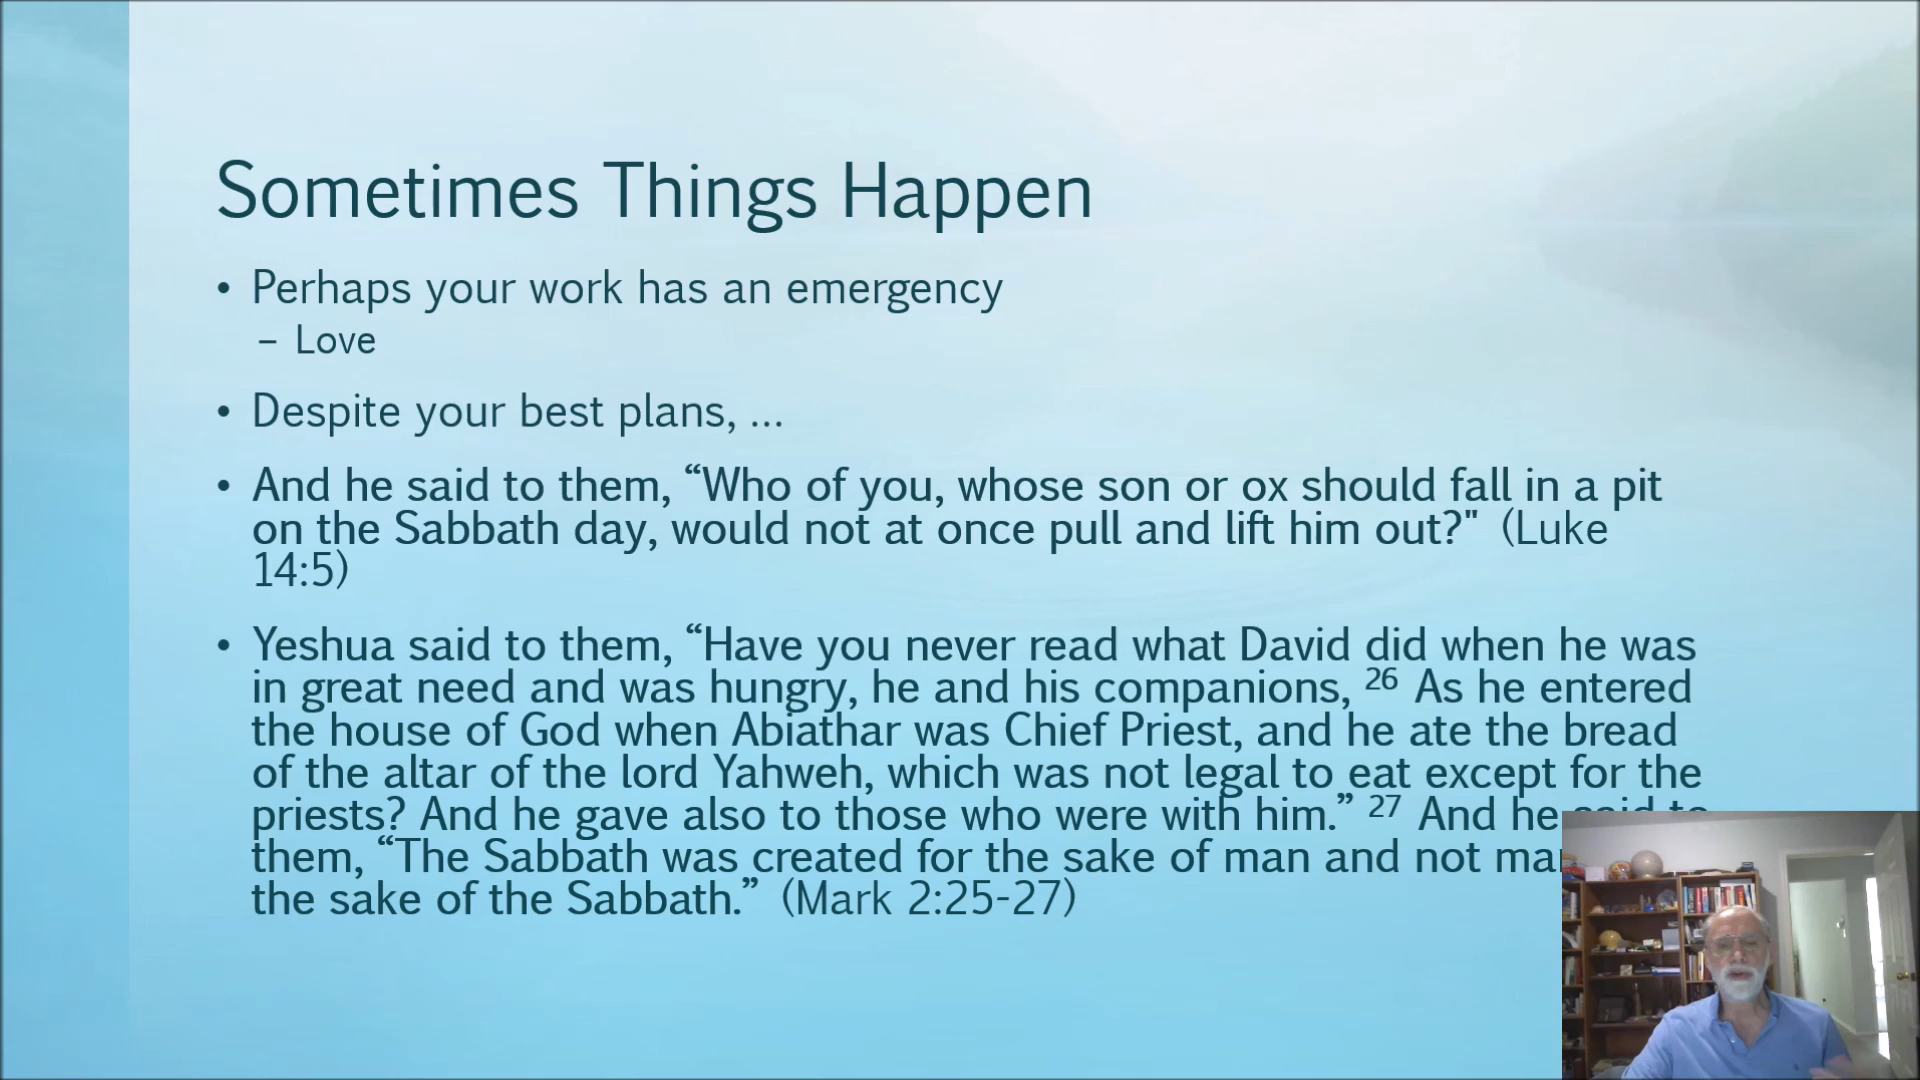 Sometimes Things Happen
• Perhaps your work has an emergency
– Love
• Despite your best plans, ...
• And he said to them, “Who of you, whose son or ox should fall in a pit
on the Sabbath day, would not at once pull and lift him out?" (Luke
14:5)
• Yeshua said to them, “Have you never read what David did when he was
in great need and was hungry, he and his companions, 26 As he entered
the house of God when Abiathar was Chief Priest, and he ate the bread
of the altar of the lord Yahweh, which was not legal to eat except for the
priests? And he gave also to those who were with him.” 27 And he said to
them, “The Sabbath was created for the sake of man and not
the sake of the Sabbath.” (Mark 2:25-27)